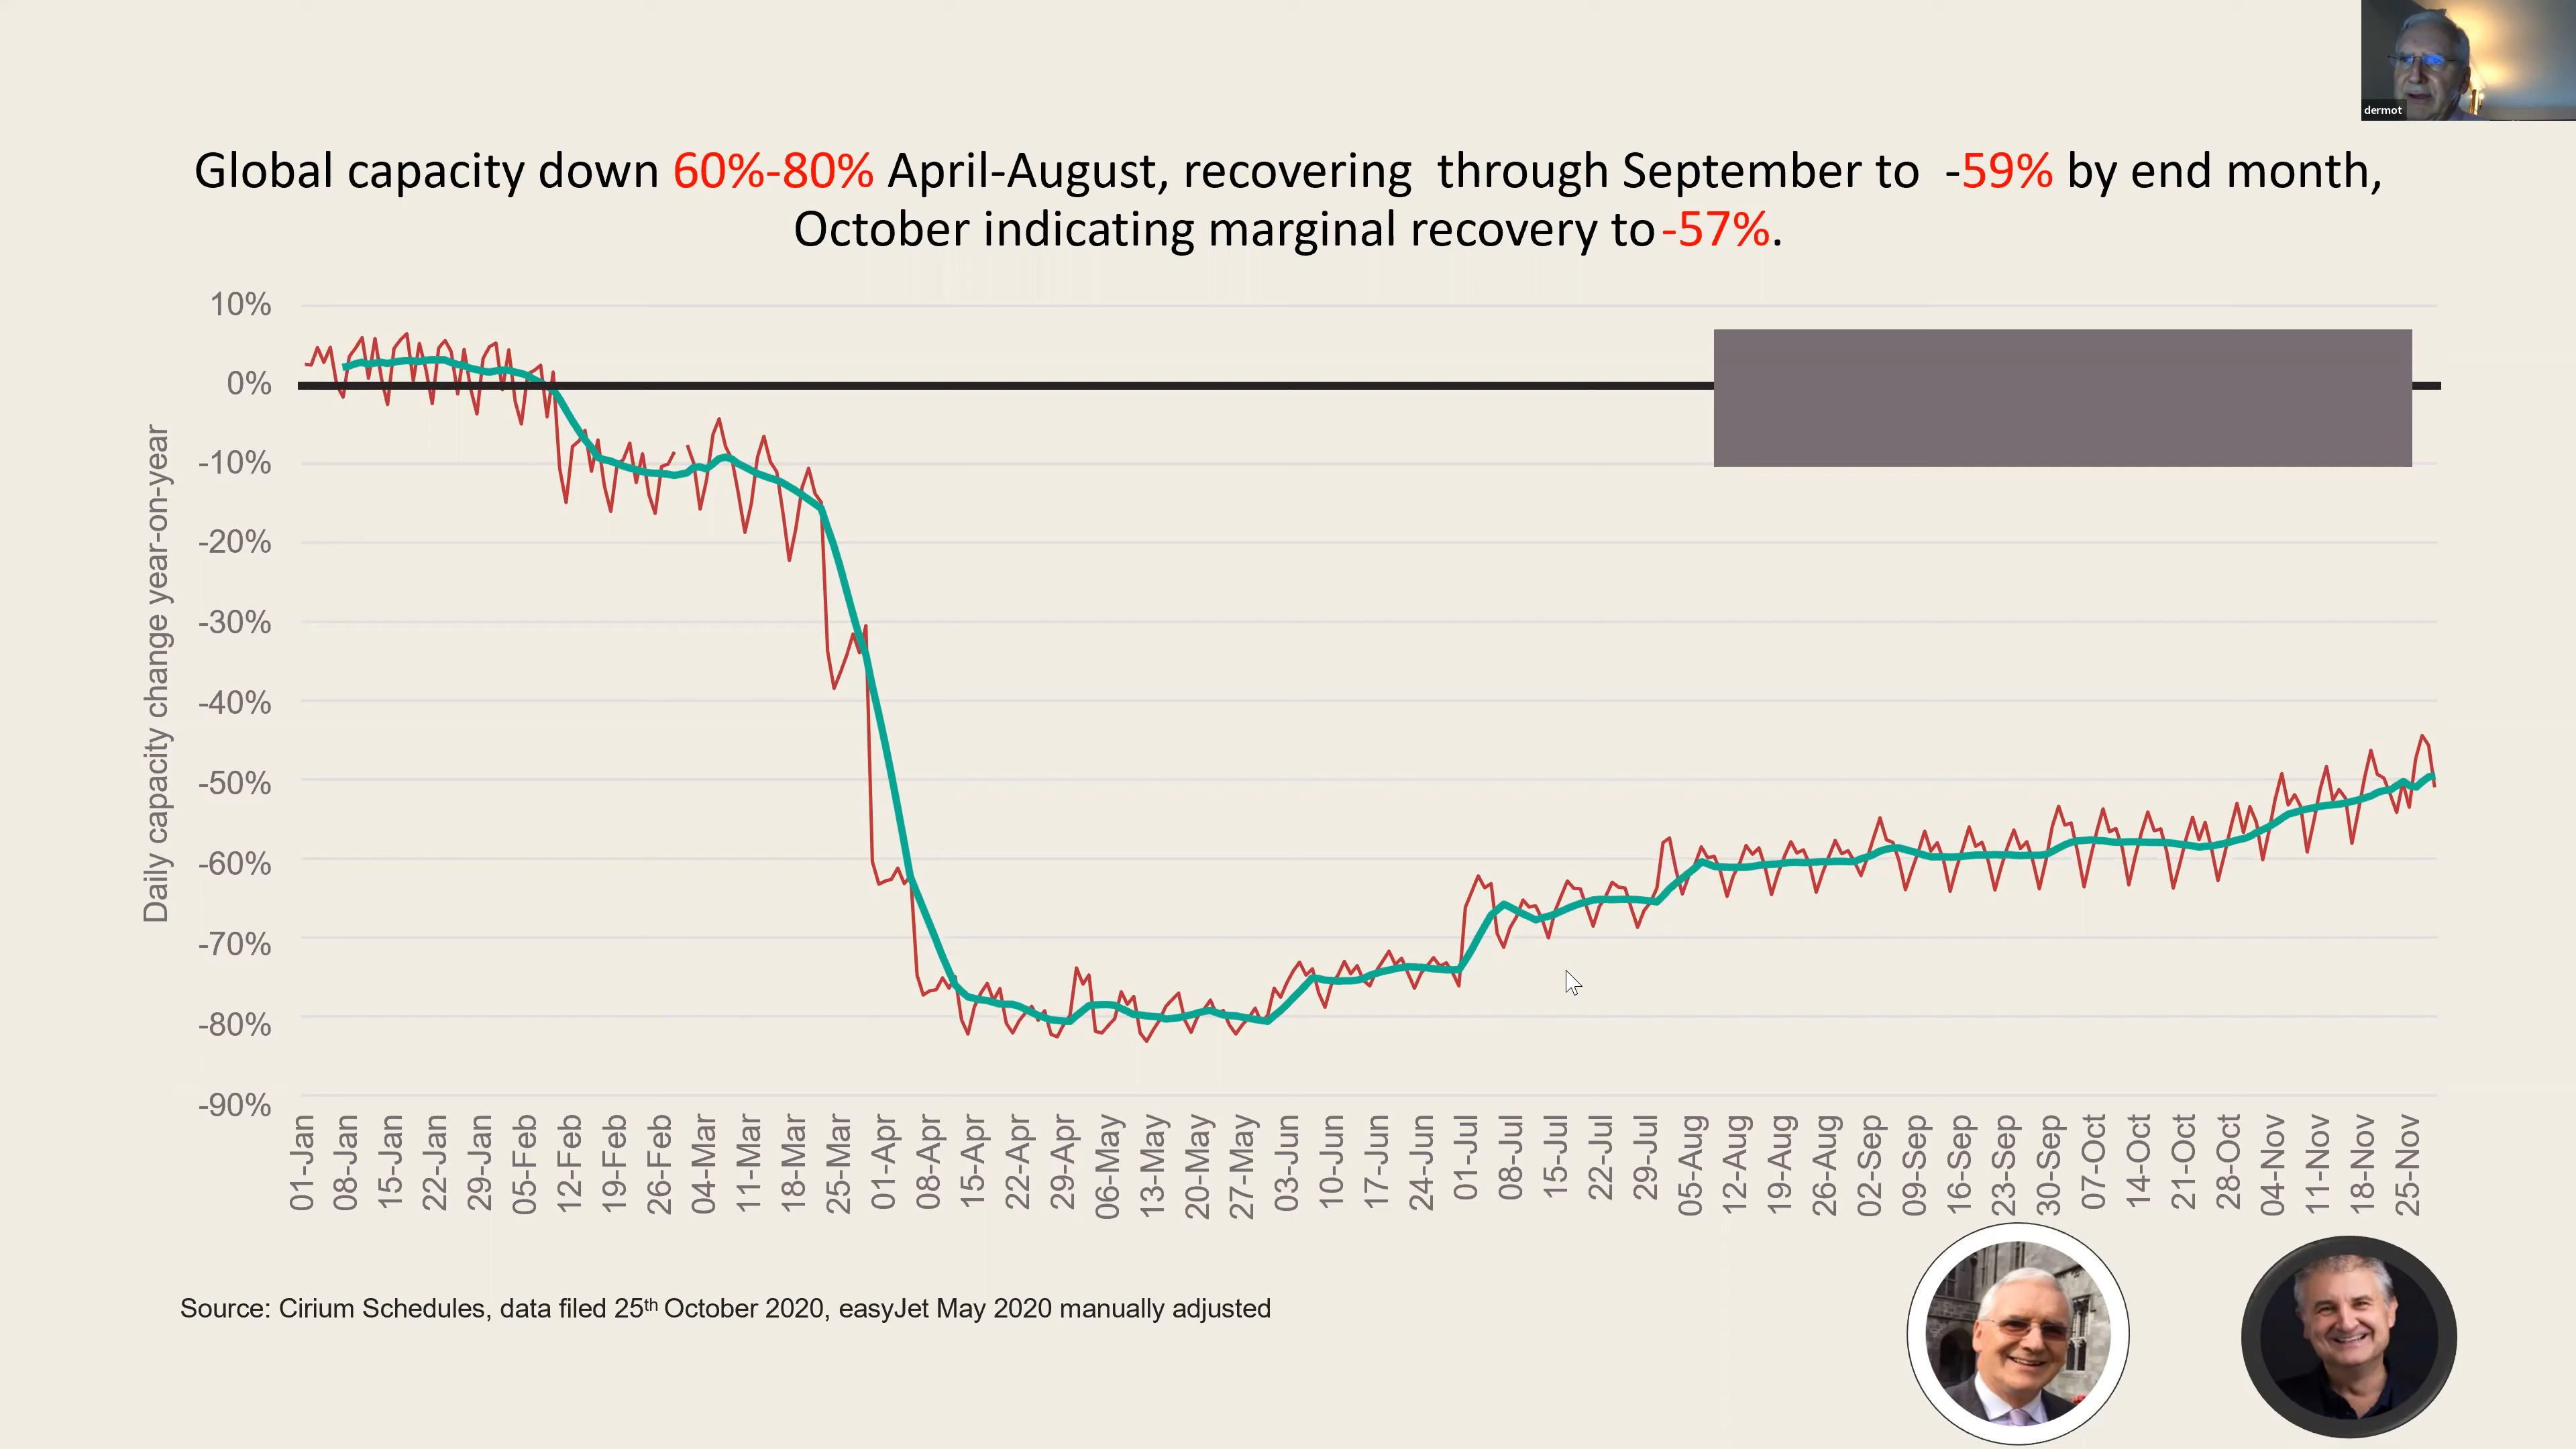 dermot
Global capacity down 60%-80% April-August, recovering through September to -59% by end month,
October indicating marginal recovery to -57%.
Daily capacity change year-on-year
10%
0%
-10%
-20%
-30%
-40%
-50%
-60%
-70%
-80%
-90%
01-Jan
08-Jan
15-Jan
22-Jan
29-Jan
05-Feb
12-Feb
19-Feb
26-Feb
04-Mar
11-Mar
18-Mar
25-Mar
01-Apr
08-Apr
15-Apr
22-Apr
29-Apr
06-May
13-May
20-May
27-May
03-Jun
10-Jun
17-Jun
24-Jun
01-Jul
08-Jul
15-Jul
22-Jul
29-Jul
05-Aug
12-Aug
19-Aug
26-Aug
02-Sep
09-Sep
16-Sep
23-Sep
30-Sep
07-Oct
14-Oct
21-Oct
28-Oct
04-Nov
11-Nov
18-Nov
25-Nov
Source: Cirium Schedules, data filed 25th October 2020, easyJet May 2020 manually adjusted